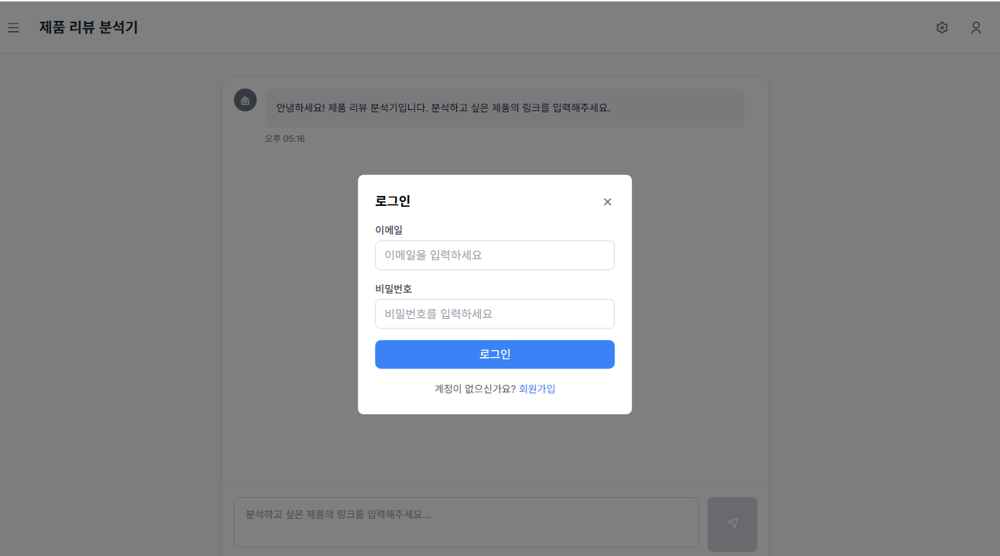 제품 리뷰 분석기
안녕하세요! 제품 리뷰 분석기입니다. 분석하고 싶은 제품의 링크를 입력해주세요.
오후 05:16
로그인
이메일
이메일을 입력하세요
비밀번호
비밀번호를 입력하세요
로그인
계정이 없으신가요? 회원가입
분석하고 싶은 제품의 링크를 입력해주세요...